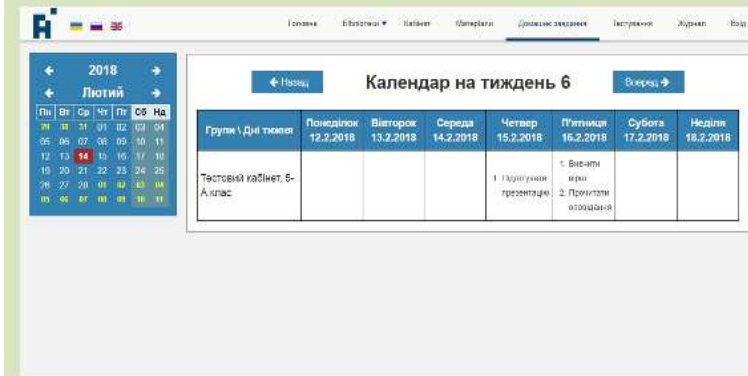 Головна Бібліотеки ▼ Кабінет Матеріали Домашнє завдання Тестування Журнал Вхід
← 2018 →
← Лютий →
Пн Вт Ср Чт Пт Сб Нд
29 30 31 01 02 03 04
05 06 07 08 09 10 11
12 13 14 15 16 17 18
19 20 21 22 23 24 25
26 27 28 01 02 03 04
05 06 07 08 09 10 11
← Назад
Календар на тиждень 6
Вперед →
Групи \ Дні тижня
Понеділок
12.2.2018
Вівторок
13.2.2018
Середа
14.2.2018
Четвер
15.2.2018
П'ятниця
16.2.2018
Субота
17.2.2018
Неділя
18.2.2018
Тестовий кабінет, 5-
А клас
1. Підготувати
презентацію
1. Вивчити
вірш
2. Прочитати
оповідання